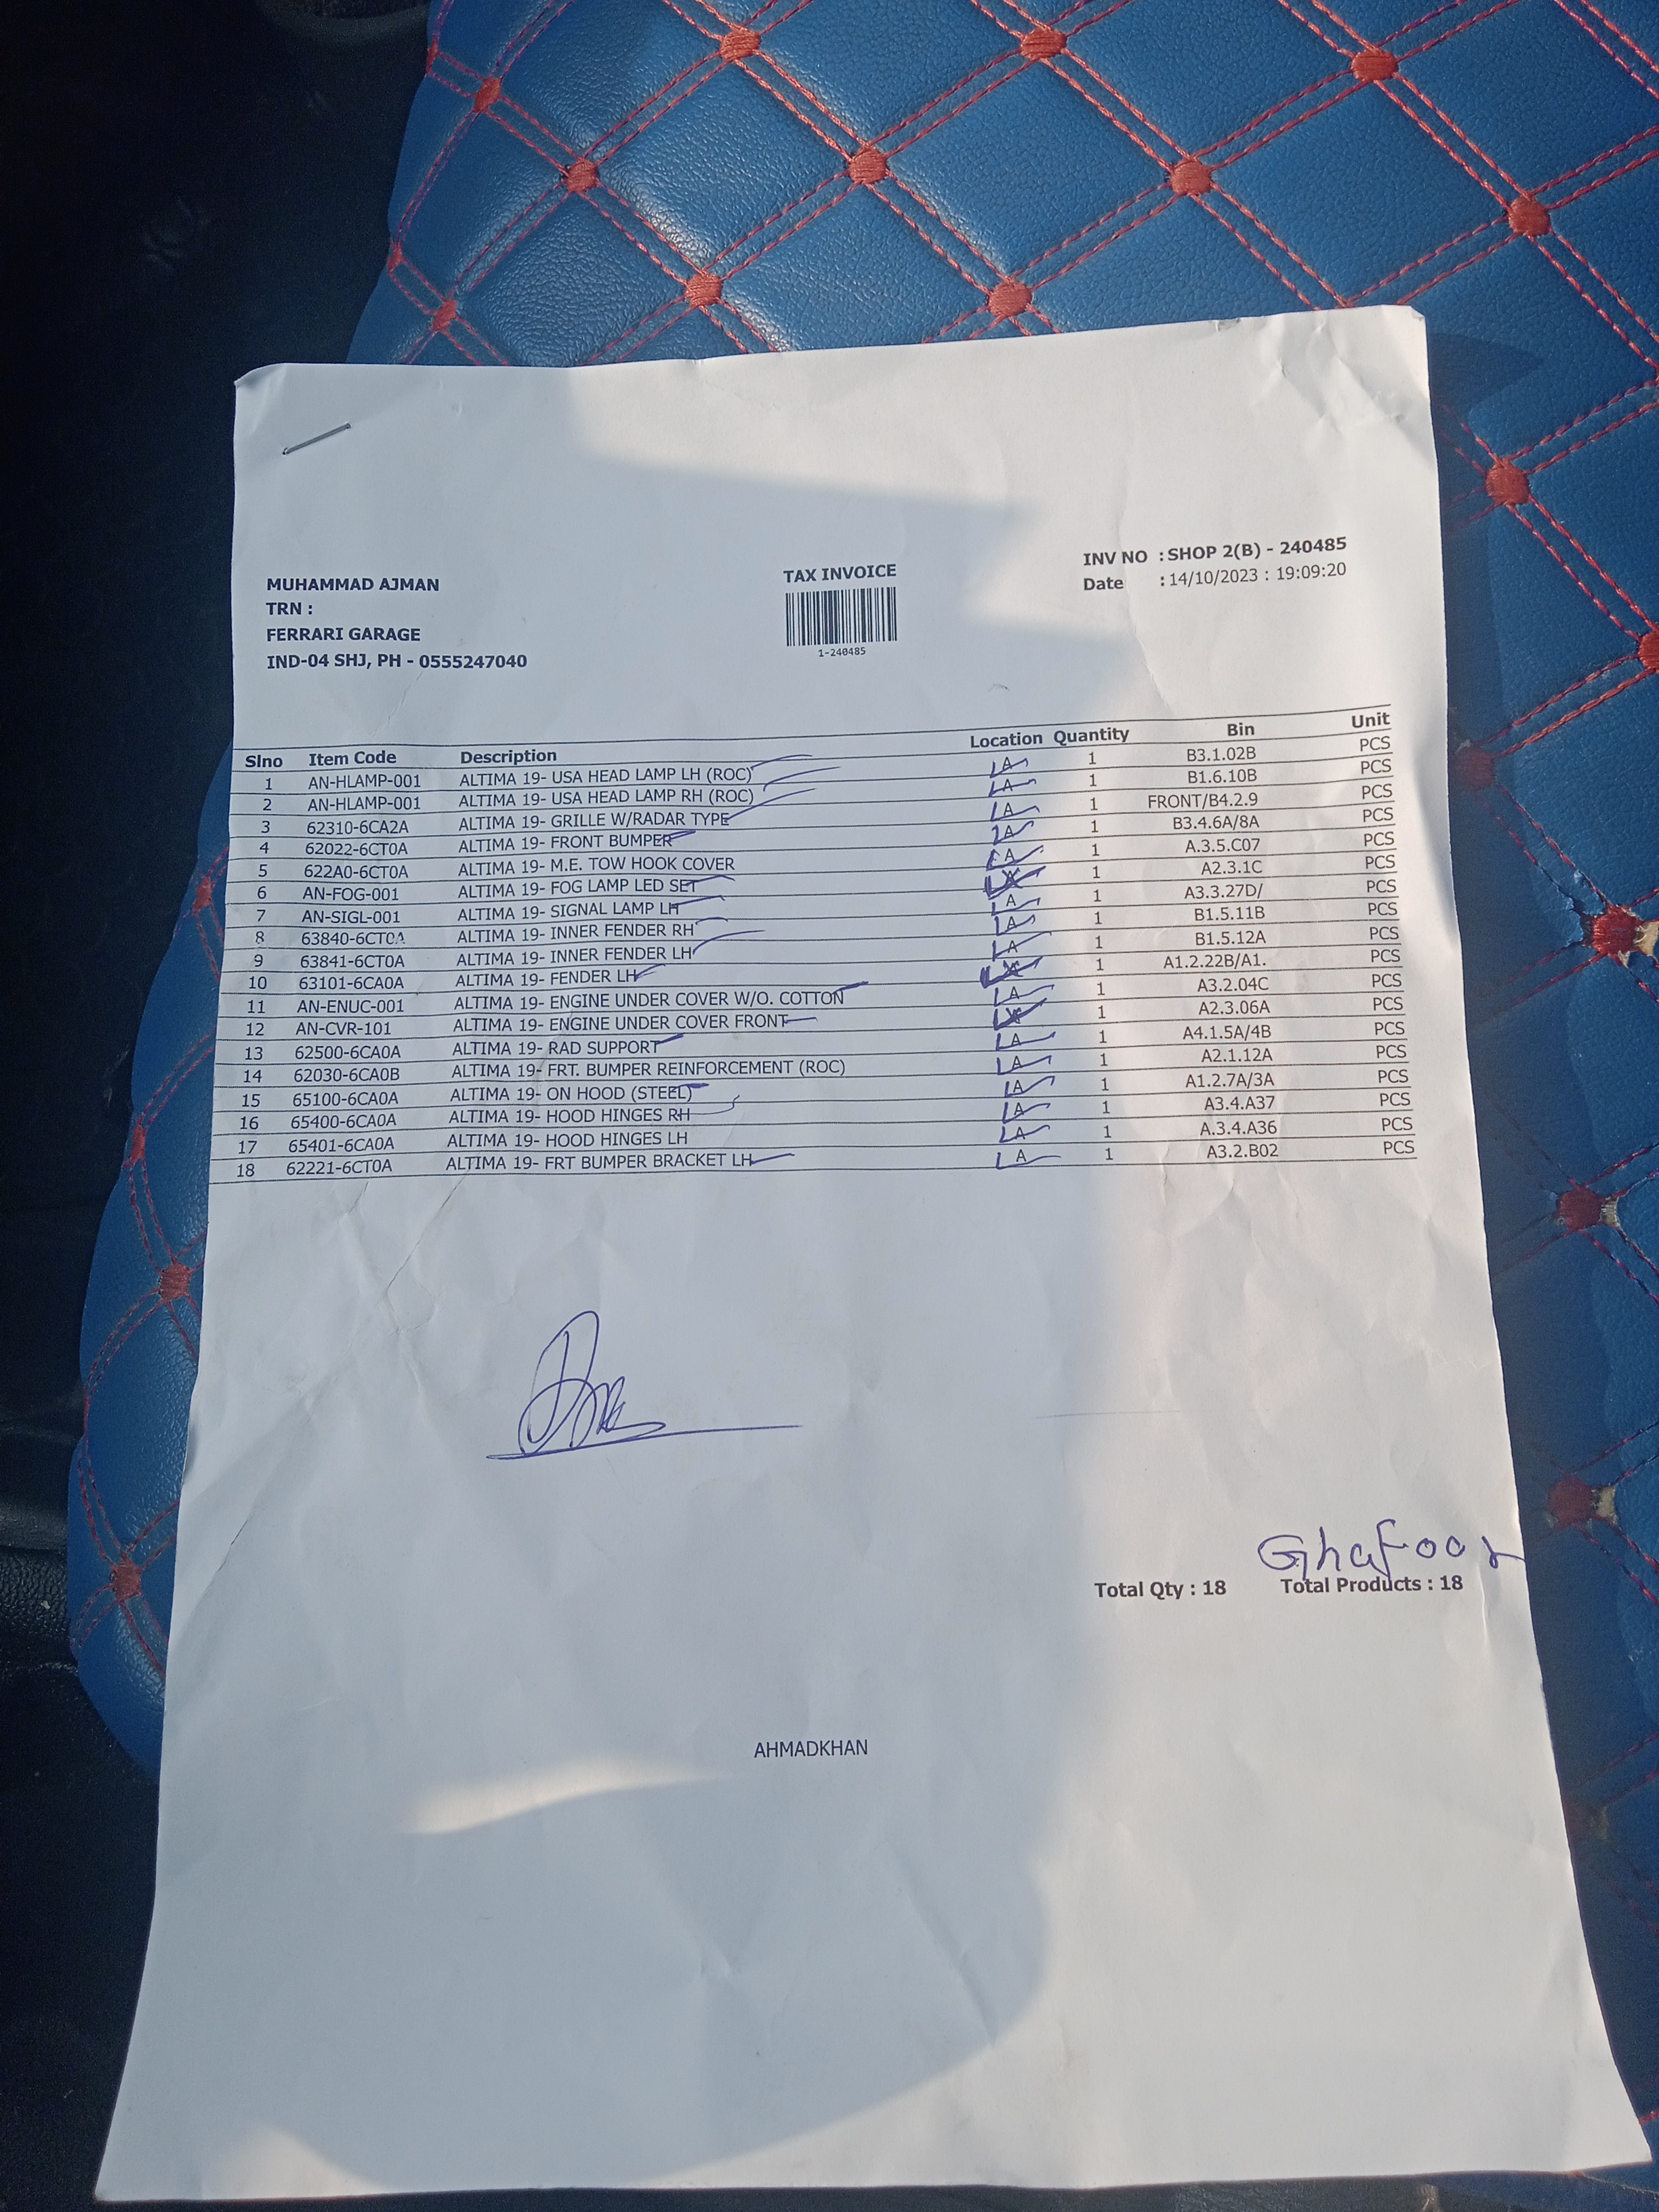 MUHAMMAD AJMAN
TRN :
FERRARI GARAGE
IND-04 SHJ, PH - 0555247040
TAX INVOICE
1-240485
INV NO : SHOP 2(B) - 240485
Date : 14/10/2023 : 19:09:20
Slno Item Code Description Location Quantity Bin Unit
1 AN-HLAMP-001 ALTIMA 19- USA HEAD LAMP LH (ROC) A 1 B3.1.02B PCS
2 AN-HLAMP-001 ALTIMA 19- USA HEAD LAMP RH (ROC) A 1 B1.6.10B PCS
3 62310-6CA2A ALTIMA 19- GRILLE W/RADAR TYPE A 1 FRONT/B4.2.9 PCS
4 62022-6CT0A ALTIMA 19- FRONT BUMPER A 1 B3.4.6A/8A PCS
5 622A0-6CT0A ALTIMA 19- M.E. TOW HOOK COVER A 1 A.3.5.C07 PCS
6 AN-FOG-001 ALTIMA 19- FOG LAMP LED SET 1 A2.3.1C PCS
7 AN-SIGL-001 ALTIMA 19- SIGNAL LAMP LH A 1 A3.3.27D/ PCS
8 63840-6CT0A ALTIMA 19- INNER FENDER RH A 1 B1.5.11B PCS
9 63841-6CT0A ALTIMA 19- INNER FENDER LH A 1 B1.5.12A PCS
10 63101-6CA0A ALTIMA 19- FENDER LH 1 A1.2.22B/A1. PCS
11 AN-ENUC-001 ALTIMA 19- ENGINE UNDER COVER W/O. COTTON A 1 A3.2.04C PCS
12 AN-CVR-101 ALTIMA 19- ENGINE UNDER COVER FRONT 1 A2.3.06A PCS
13 62500-6CA0A ALTIMA 19- RAD SUPPORT A 1 A4.1.5A/4B PCS
14 62030-6CA0B ALTIMA 19- FRT. BUMPER REINFORCEMENT (ROC) A 1 A2.1.12A PCS
15 65100-6CA0A ALTIMA 19- ON HOOD (STEEL) A 1 A1.2.7A/3A PCS
16 65400-6CA0A ALTIMA 19- HOOD HINGES RH A 1 A3.4.A37 PCS
17 65401-6CA0A ALTIMA 19- HOOD HINGES LH A 1 A.3.4.A36 PCS
18 62221-6CT0A ALTIMA 19- FRT BUMPER BRACKET LH A 1 A3.2.B02 PCS
Ghafoor
Total Qty : 18 Total Products : 18
AHMADKHAN